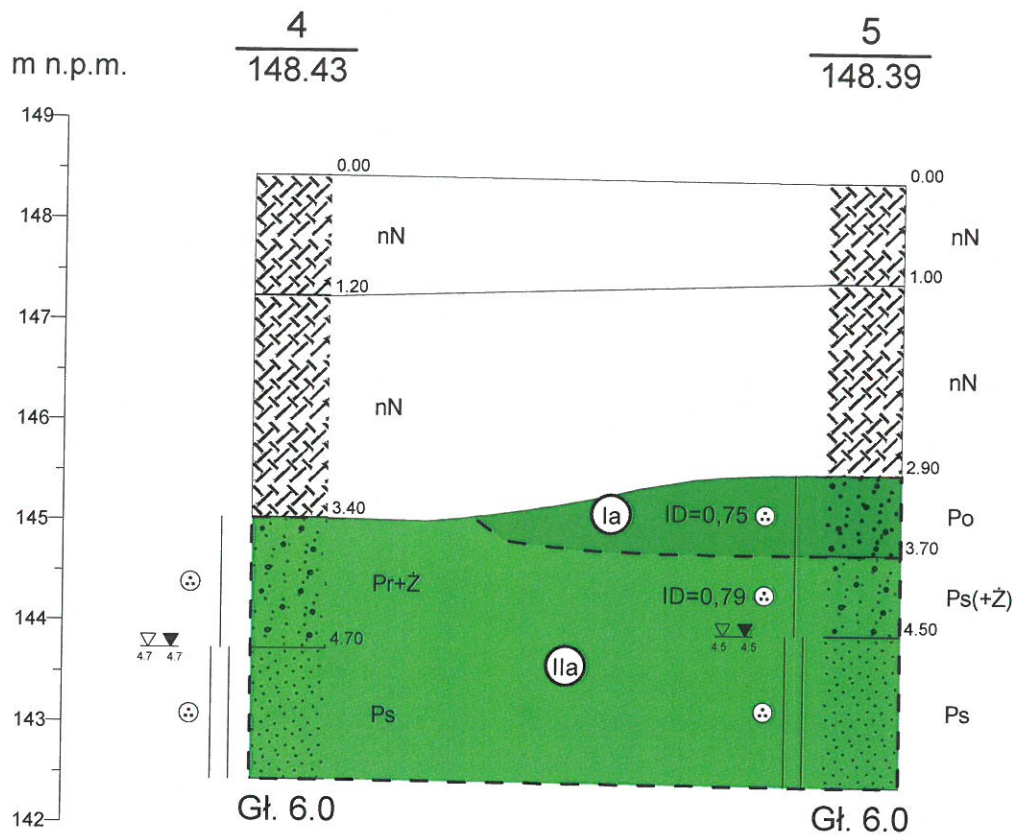 4
5
m n.p.m.
148.43
148.39
149
0.00
0.00
148
nN
nN
1.20
1.00
147
nN
nN
146
2.90
3.40
145
Ia
ID=0,75
Po
3.70
Pr+Ż
ID=0,79
Ps(+Ż)
144
4.70
4.50
4.7 4.7
4.5 4.5
IIa
143
Ps
Ps
142
Gł. 6.0
Gł. 6.0